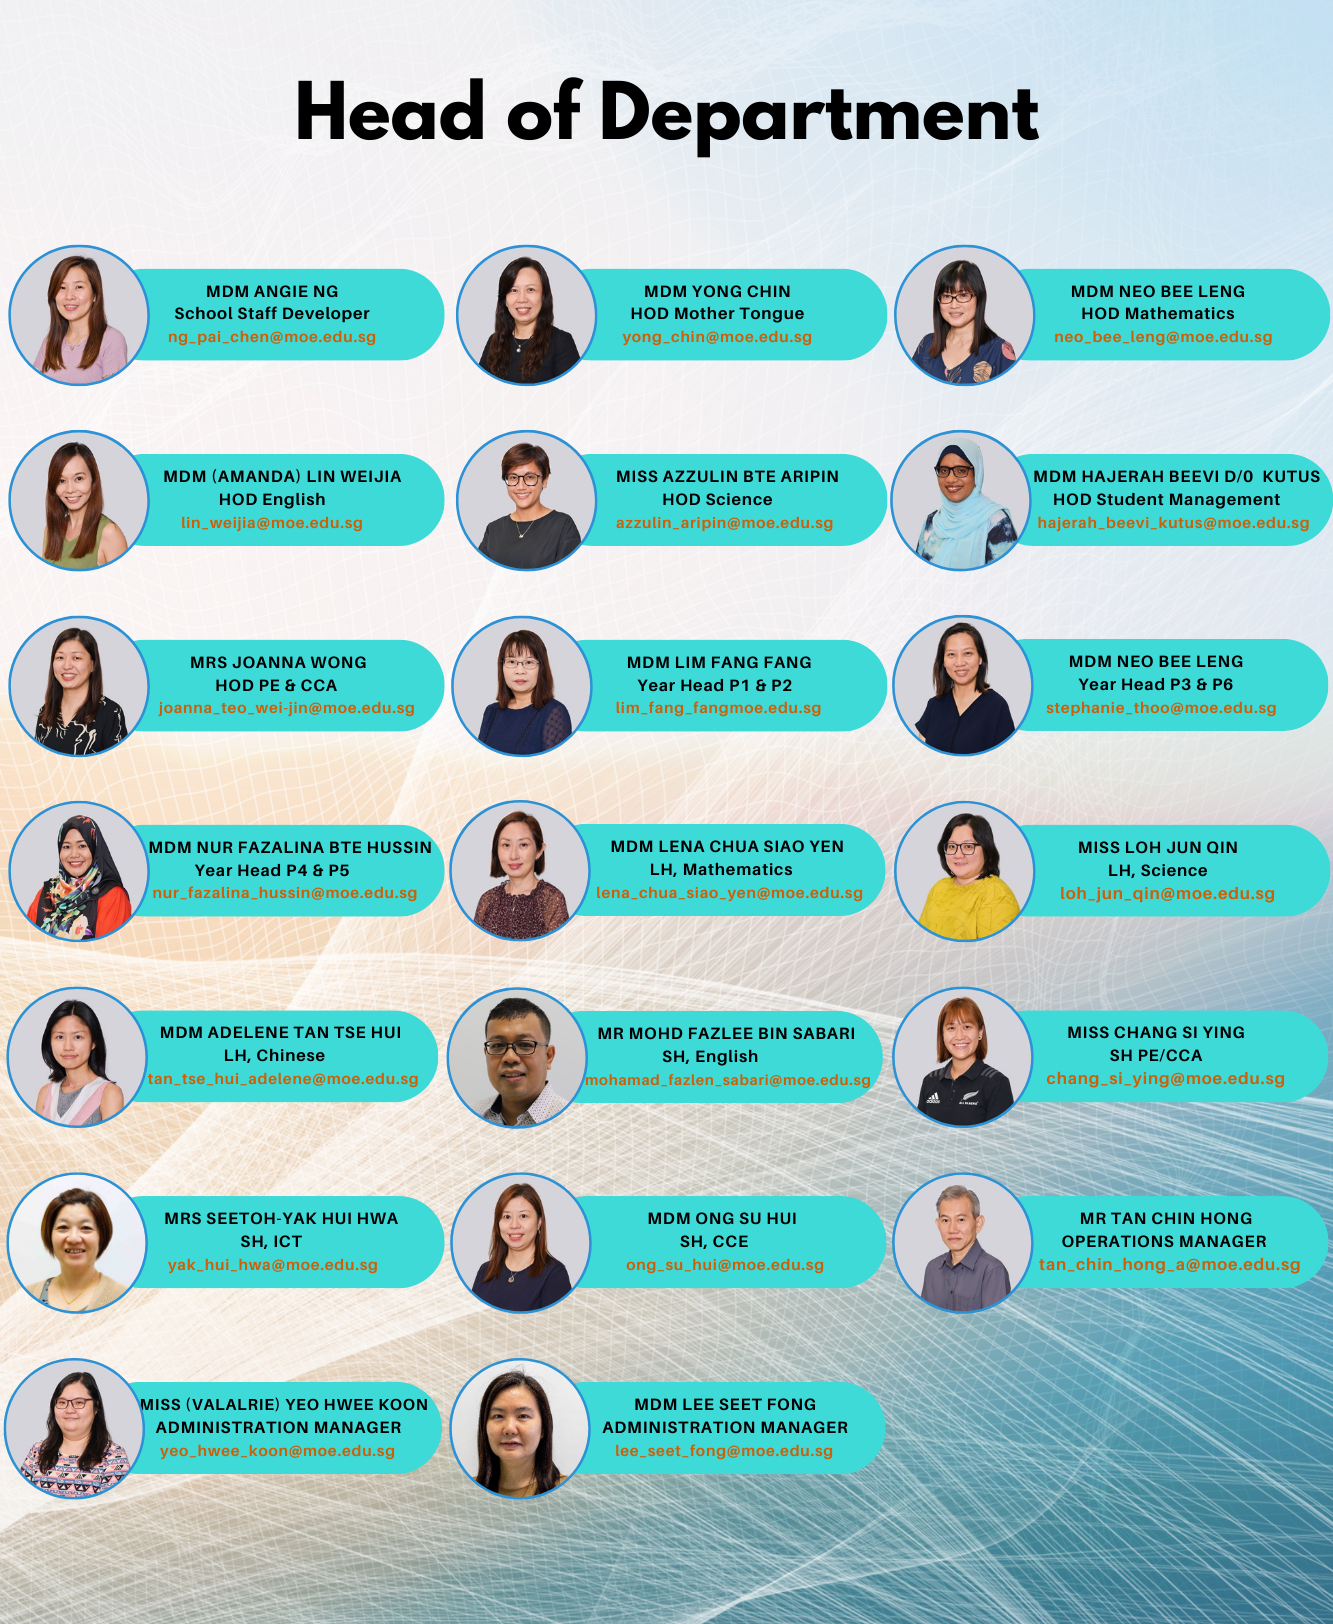 Head of Department
MDM ANGIE NG
School Staff Developer
ng_pai_chen@moe.edu.sg
MDM YONG CHIN
HOD Mother Tongue
yong_chin@moe.edu.sg
MDM NEO BEE LENG
HOD Mathematics
neo_bee_leng@moe.edu.sg
MDM (AMANDA) LIN WEIJIA
HOD English
lin_weijia@moe.edu.sg
MISS AZZULIN BTE ARIPIN
HOD Science
azzulin_aripin@moe.edu.sg
MDM HAJERAH BEEVI D/0 KUTUS
HOD Student Management
hajerah_beevi_kutus@moe.edu.sg
MRS JOANNA WONG
HOD PE & CCA
joanna_teo_wei-jin@moe.edu.sg
MDM LIM FANG FANG
Year Head P1 & P2
lim_fang_fangmoe.edu.sg
MDM NEO BEE LENG
Year Head P3 & P6
stephanie_thoo@moe.edu.sg
MDM NUR FAZALINA BTE HUSSIN
Year Head P4 & P5
nur_fazalina_hussin@moe.edu.sg
MDM LENA CHUA SIAO YEN
LH, Mathematics
lena_chua_siao_yen@moe.edu.sg
MISS LOH JUN QIN
LH, Science
loh_jun_qin@moe.edu.sg
MDM ADELENE TAN TSE HUI
LH, Chinese
tan_tse_hui_adelene@moe.edu.sg
MR MOHD FAZLEE BIN SABARI
SH, English
mohamad_fazlen_sabari@moe.edu.sg
MISS CHANG SI YING
SH PE/CCA
chang_si_ying@moe.edu.sg
MRS SEETOH-YAK HUI HWA
SH, ICT
yak_hui_hwa@moe.edu.sg
MDM ONG SU HUI
SH, CCE
ong_su_hui@moe.edu.sg
MR TAN CHIN HONG
OPERATIONS MANAGER
tan_chin_hong_a@moe.edu.sg
MISS (VALALRIE) YEO HWEE KOON
ADMINISTRATION MANAGER
yeo_hwee_koon@moe.edu.sg
MDM LEE SEET FONG
ADMINISTRATION MANAGER
lee_seet_fong@moe.edu.sg